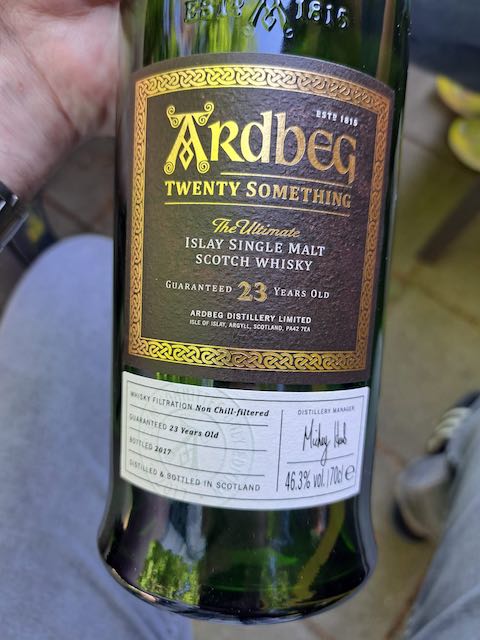 ESTD 1815
ESTD 1815
ARDBEG
TWENTY SOMETHING
The Ultimate
ISLAY SINGLE MALT
SCOTCH WHISKY
GUARANTEED 23 YEARS OLD
ARDBEG DISTILLERY LIMITED
ISLE OF ISLAY, ARGYLL, SCOTLAND, PA42 7EA
WHISKY FILTRATION Non Chill-filtered
GUARANTEED 23 Years Old
BOTTLED 2017
DISTILLED & BOTTLED IN SCOTLAND
DISTILLERY MANAGER
46.3% vol. 70cl e